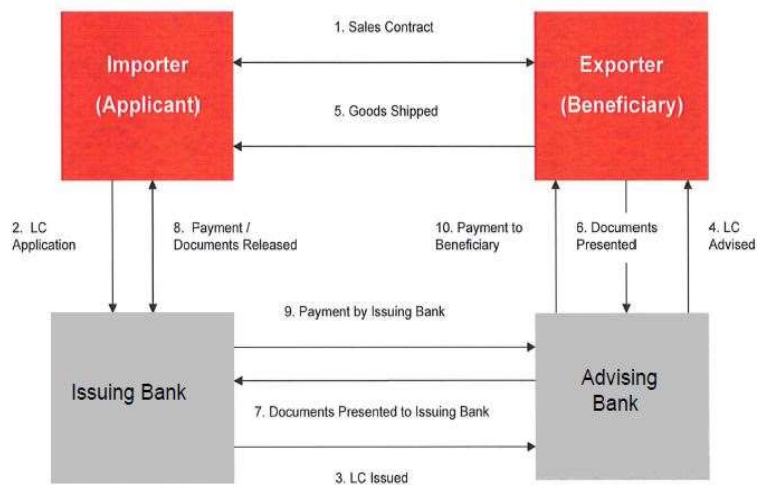 1. Sales Contract
Importer
(Applicant)
Exporter
(Beneficiary)
5. Goods Shipped
2. LC
Application
8. Payment /
Documents Released
10. Payment to
Beneficiary
6. Documents
Presented
4. LC
Advised
9. Payment by Issuing Bank
Issuing Bank
Advising
Bank
7. Documents Presented to Issuing Bank
3. LC Issued